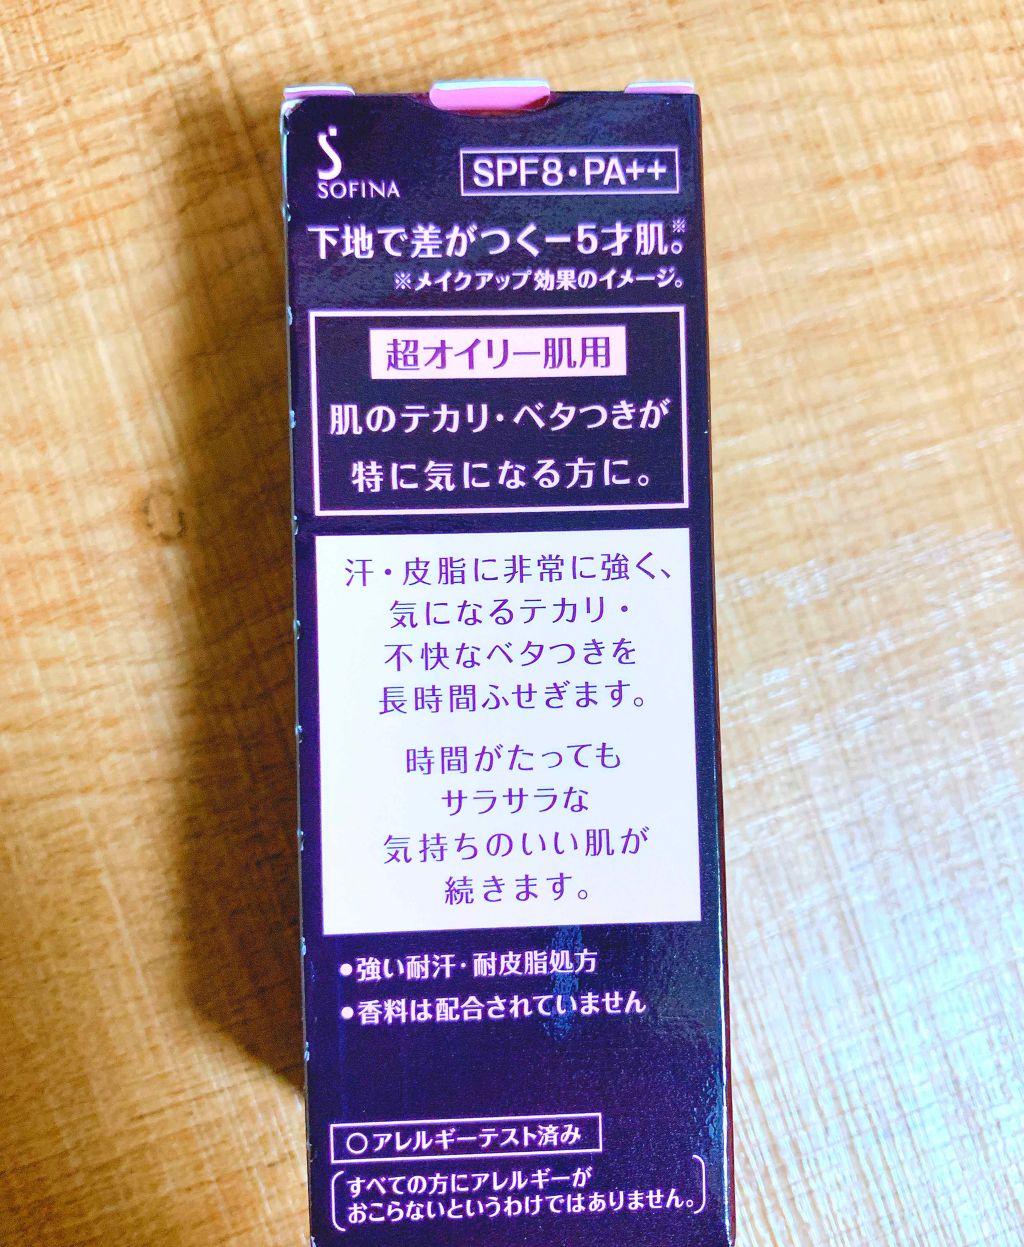 SOFINA
SPF8・PA++
下地で差がつく−5才肌。※
※メイクアップ効果のイメージ。
超オイリー肌用
肌のテカリ・ベタつきが
特に気になる方に。
汗・皮脂に非常に強く、
気になるテカリ・
不快なベタつきを
長時間ふせぎます。
時間がたっても
サラサラな
気持ちのいい肌が
続きます。
●強い耐汗・耐皮脂処方
●香料は配合されていません
○アレルギーテスト済み
すべての方にアレルギーが
おこらないというわけではありません。